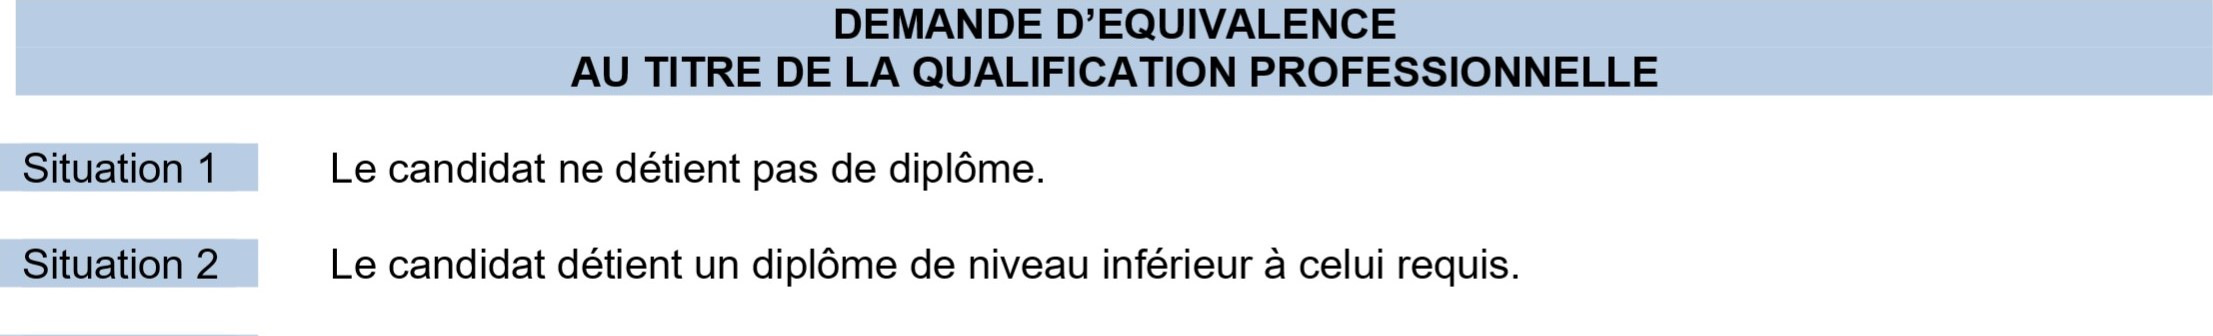 DEMANDE D’EQUIVALENCE
AU TITRE DE LA QUALIFICATION PROFESSIONNELLE
Situation 1 Le candidat ne détient pas de diplôme.
Situation 2 Le candidat détient un diplôme de niveau inférieur à celui requis.